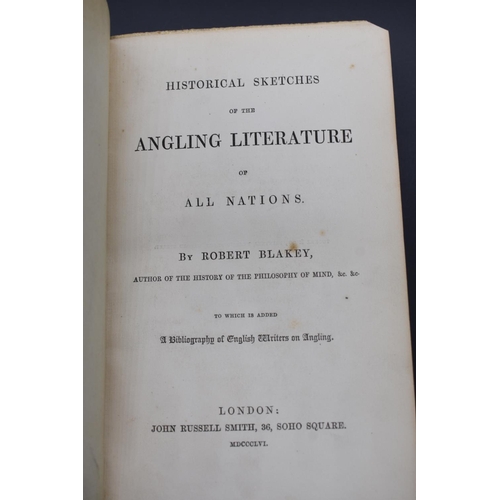 HISTORICAL SKETCHES
OF THE
ANGLING LITERATURE
OF
ALL NATIONS.
BY ROBERT BLAKEY,
AUTHOR OF THE HISTORY OF THE PHILOSOPHY OF MIND, &c. &c.
TO WHICH IS ADDED
A Bibliography of English Writers on Angling.
LONDON:
JOHN RUSSELL SMITH, 36, SOHO SQUARE.
MDCCCLVI.